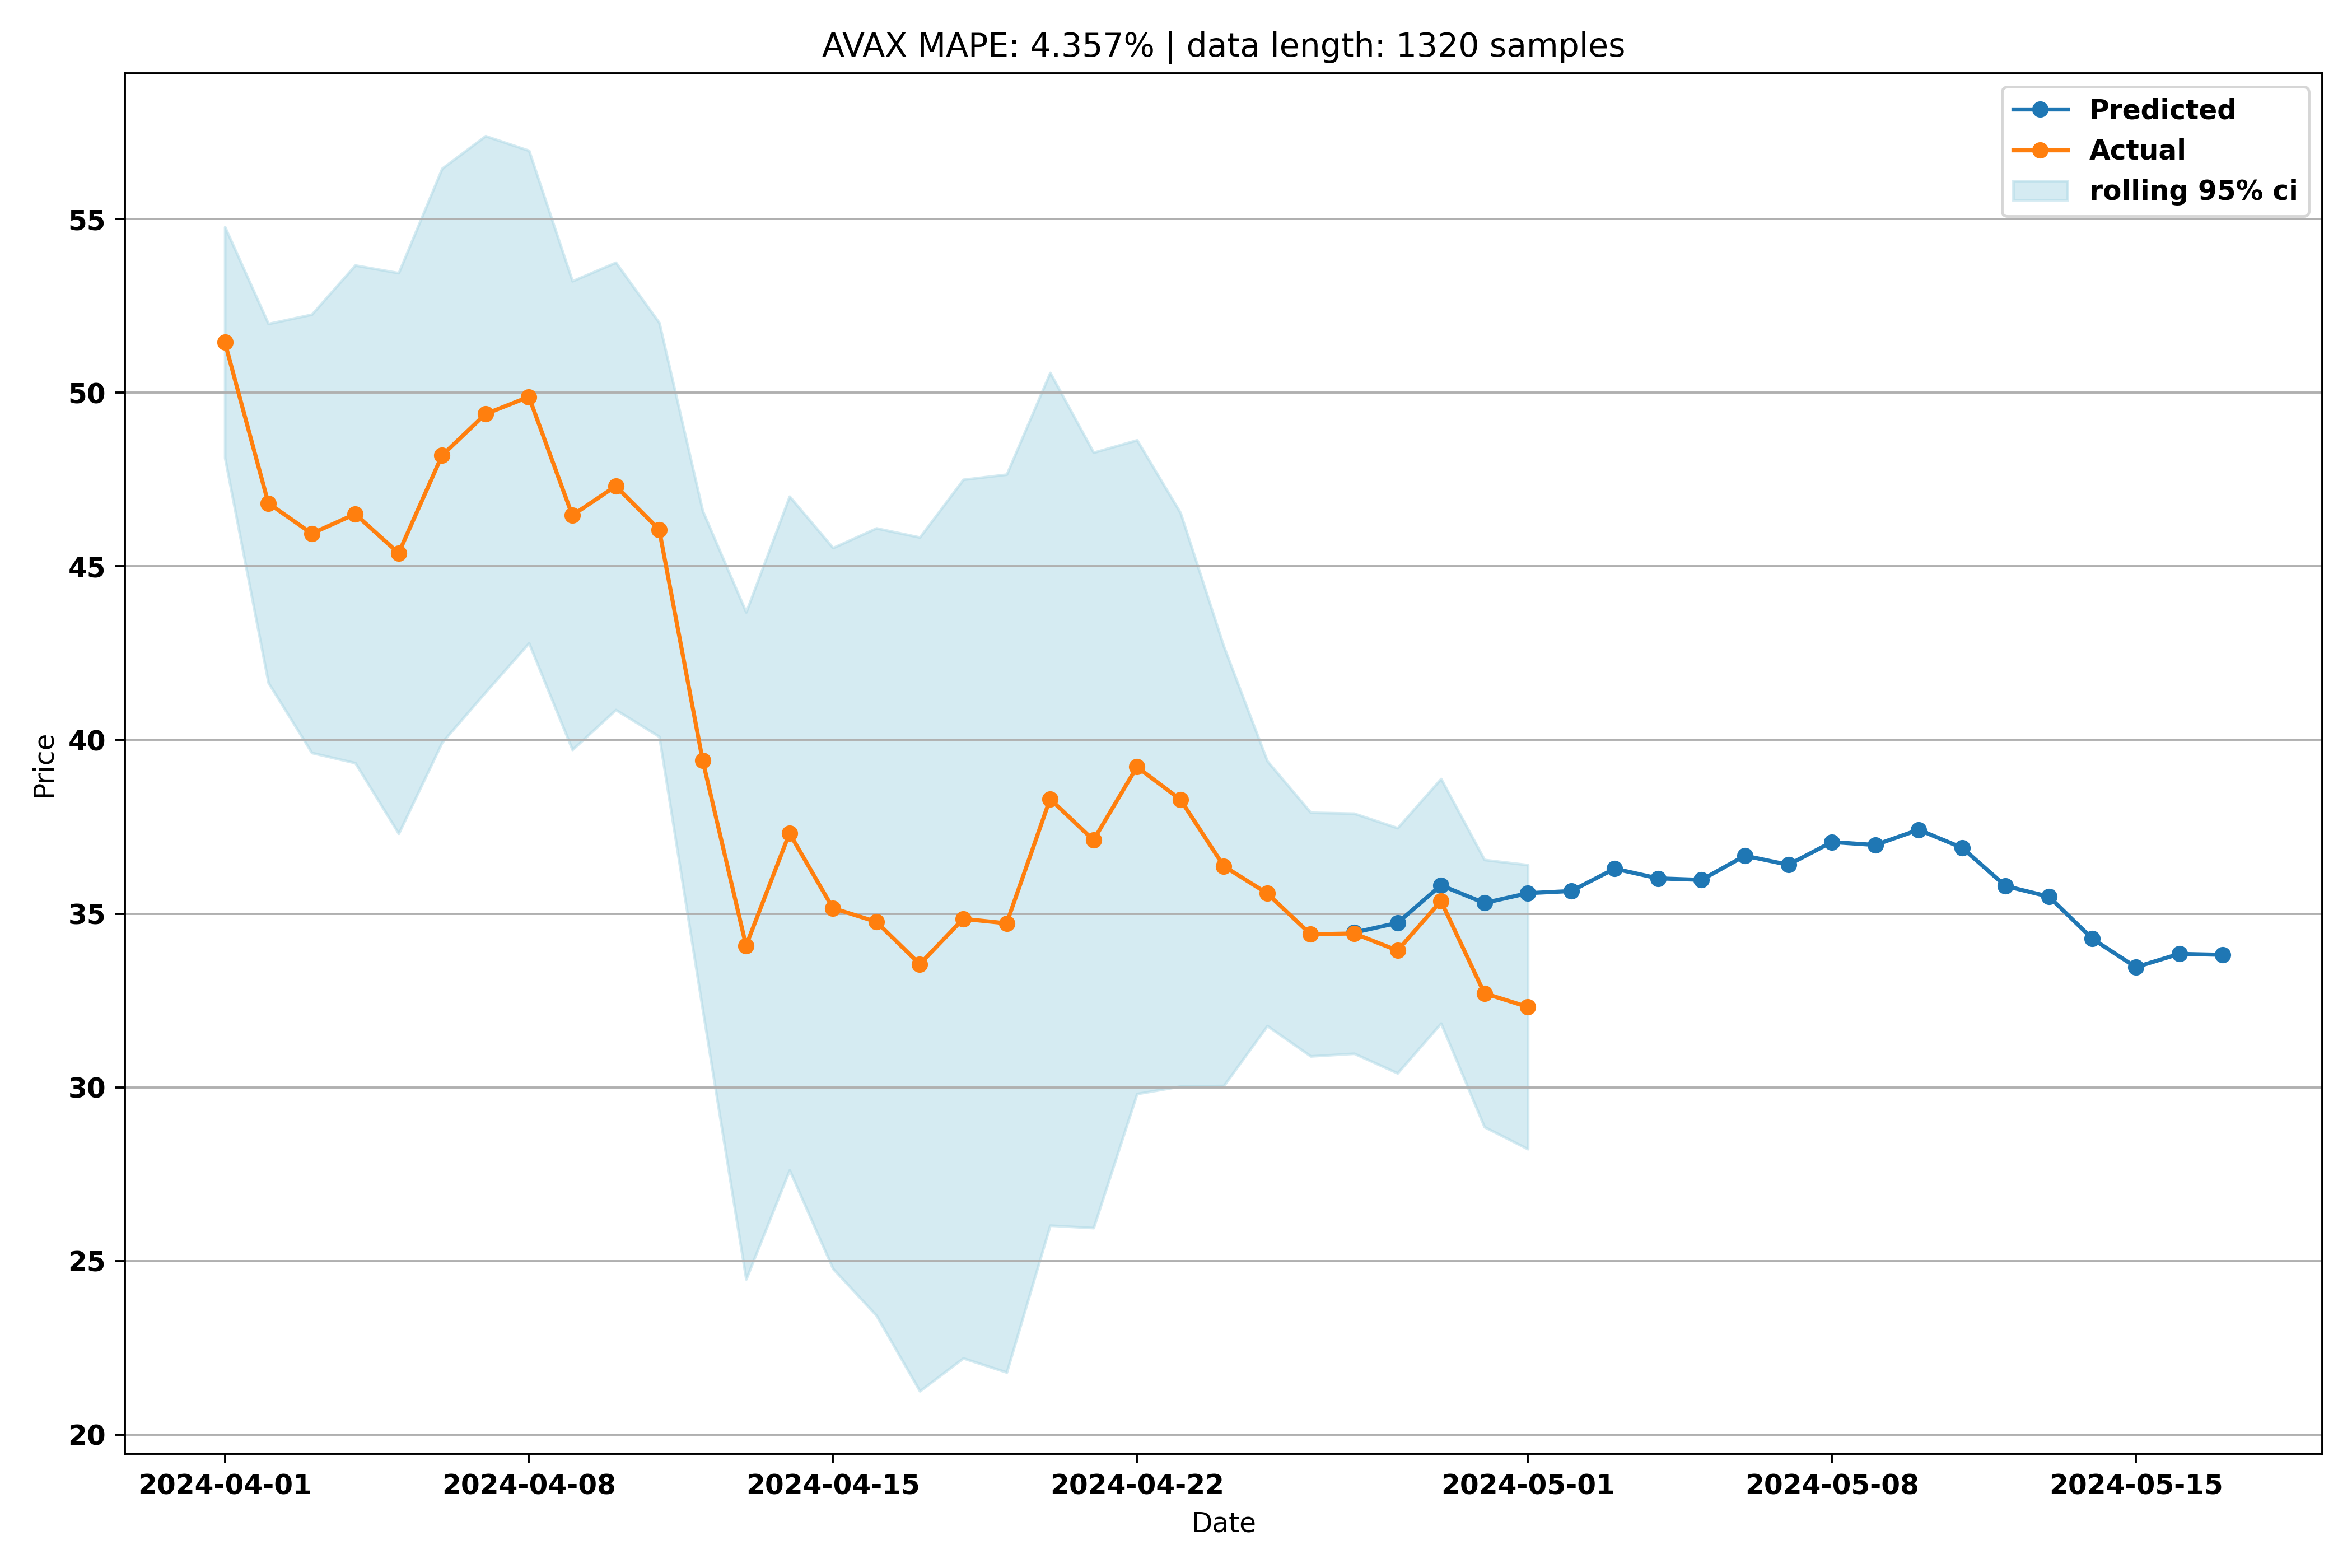 AVAX MAPE: 4.357% | data length: 1320 samples
Predicted
Actual
rolling 95% ci
55
50
45
40
35
30
25
20
Price
2024-04-01 2024-04-08 2024-04-15 2024-04-22 2024-05-01 2024-05-08 2024-05-15
Date